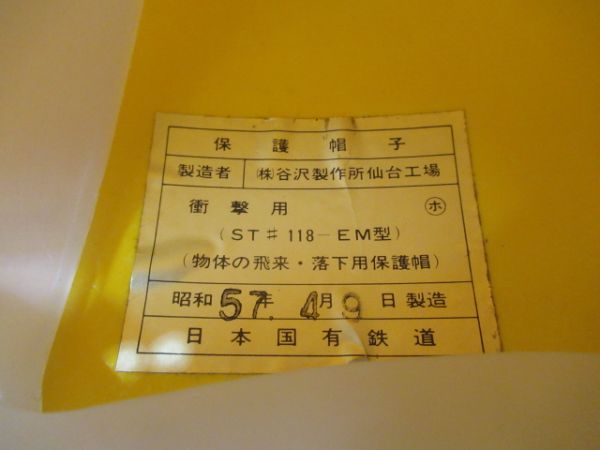 保護帽子
製造者 ㈱谷沢製作所仙台工場
衝撃用 ㋭
(ST♯118-EM型)
(物体の飛来・落下用保護帽)
昭和57年4月9日製造
日本国有鉄道